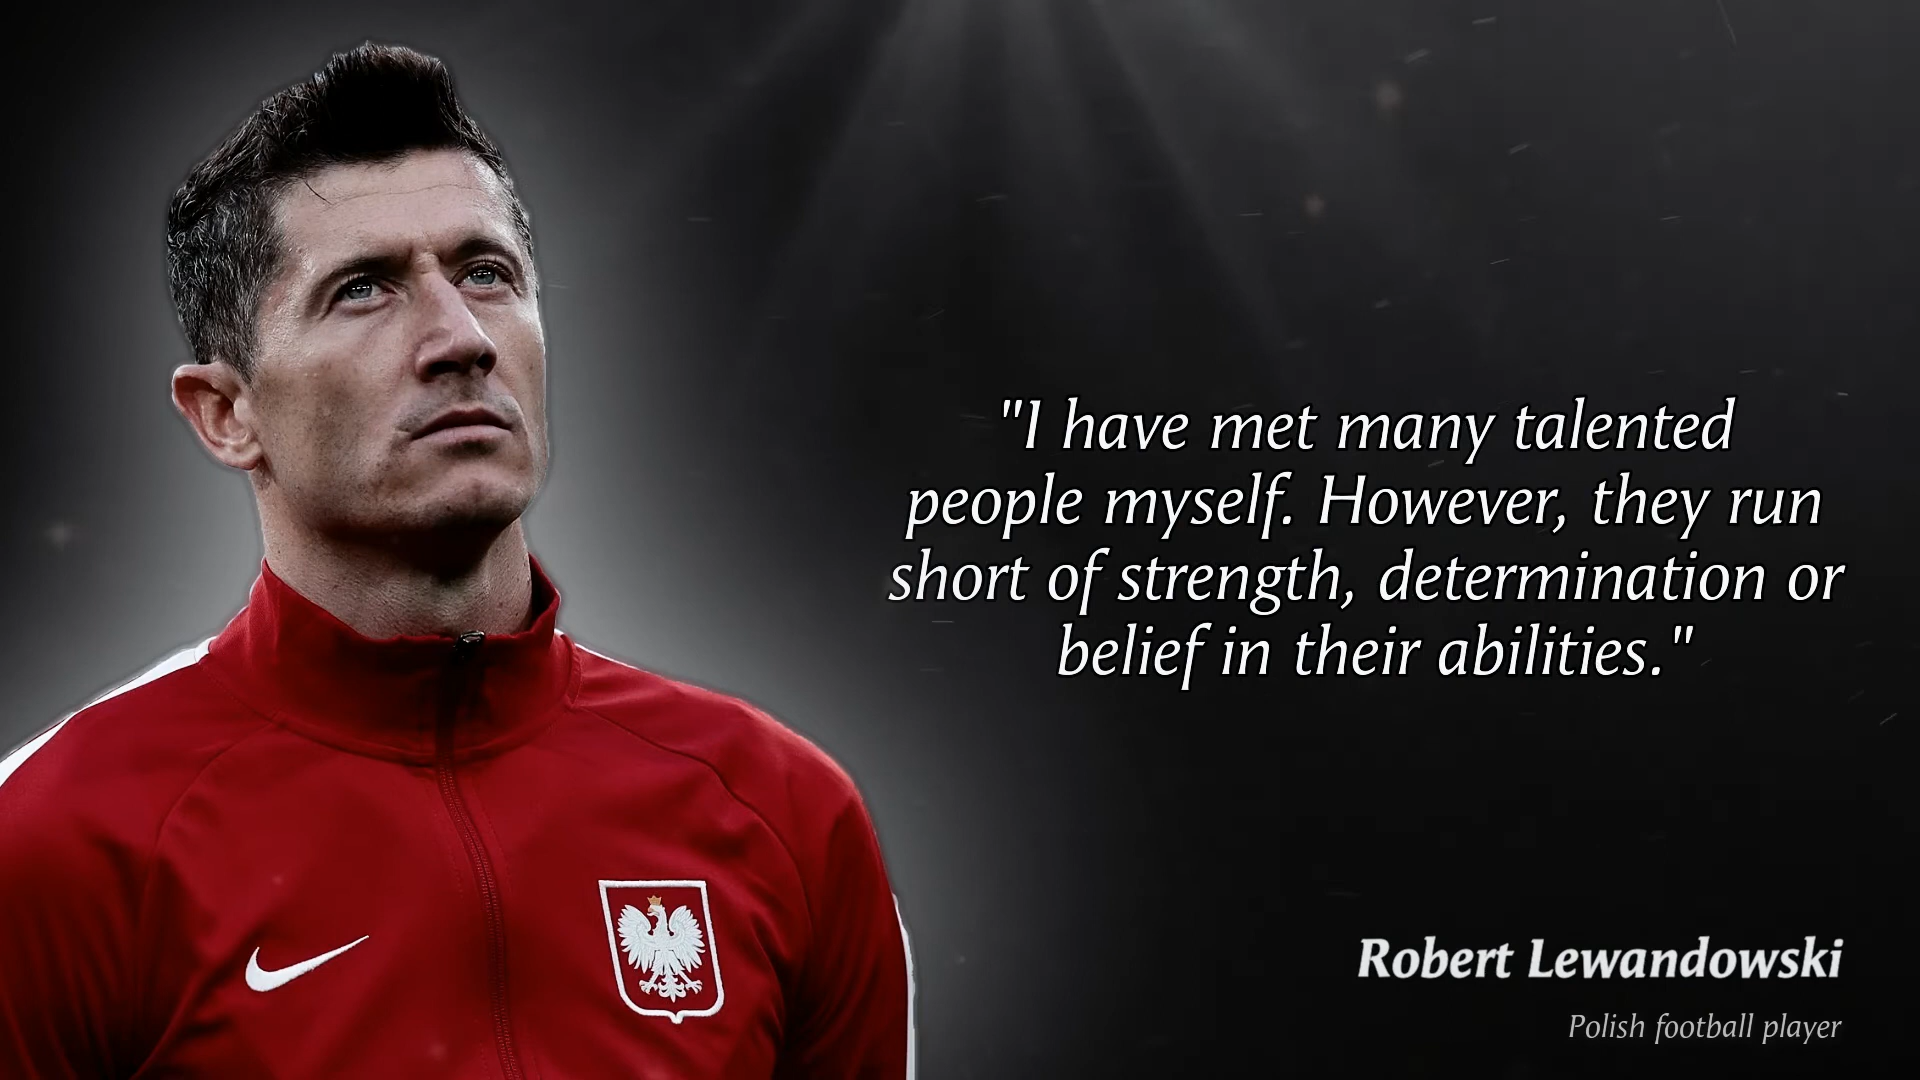 "I have met many talented
people myself. However, they run
short of strength, determination or
belief in their abilities."
Robert Lewandowski
Polish football player